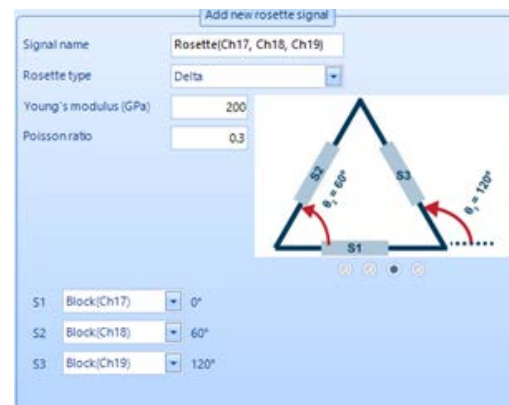 Add new rosette signal
Signal name Rosette(Ch17, Ch18, Ch19)
Rosette type Delta
Young's modulus (GPa) 200
Poisson ratio 0.3
S2 θ₂ = 60°
S3 θ₃ = 120°
S1
S1 Block(Ch17) 0°
S2 Block(Ch18) 60°
S3 Block(Ch19) 120°